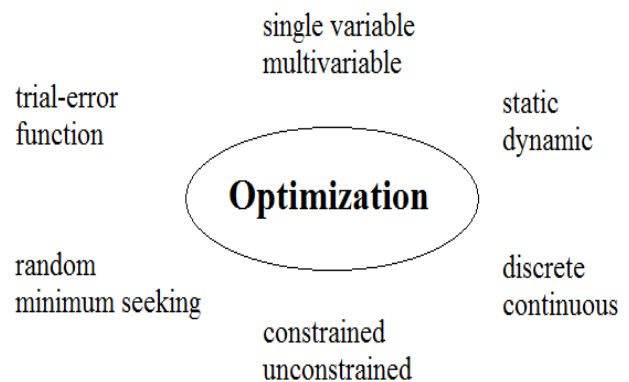 single variable
multivariable
trial-error
function
static
dynamic
Optimization
random
minimum seeking
discrete
continuous
constrained
unconstrained